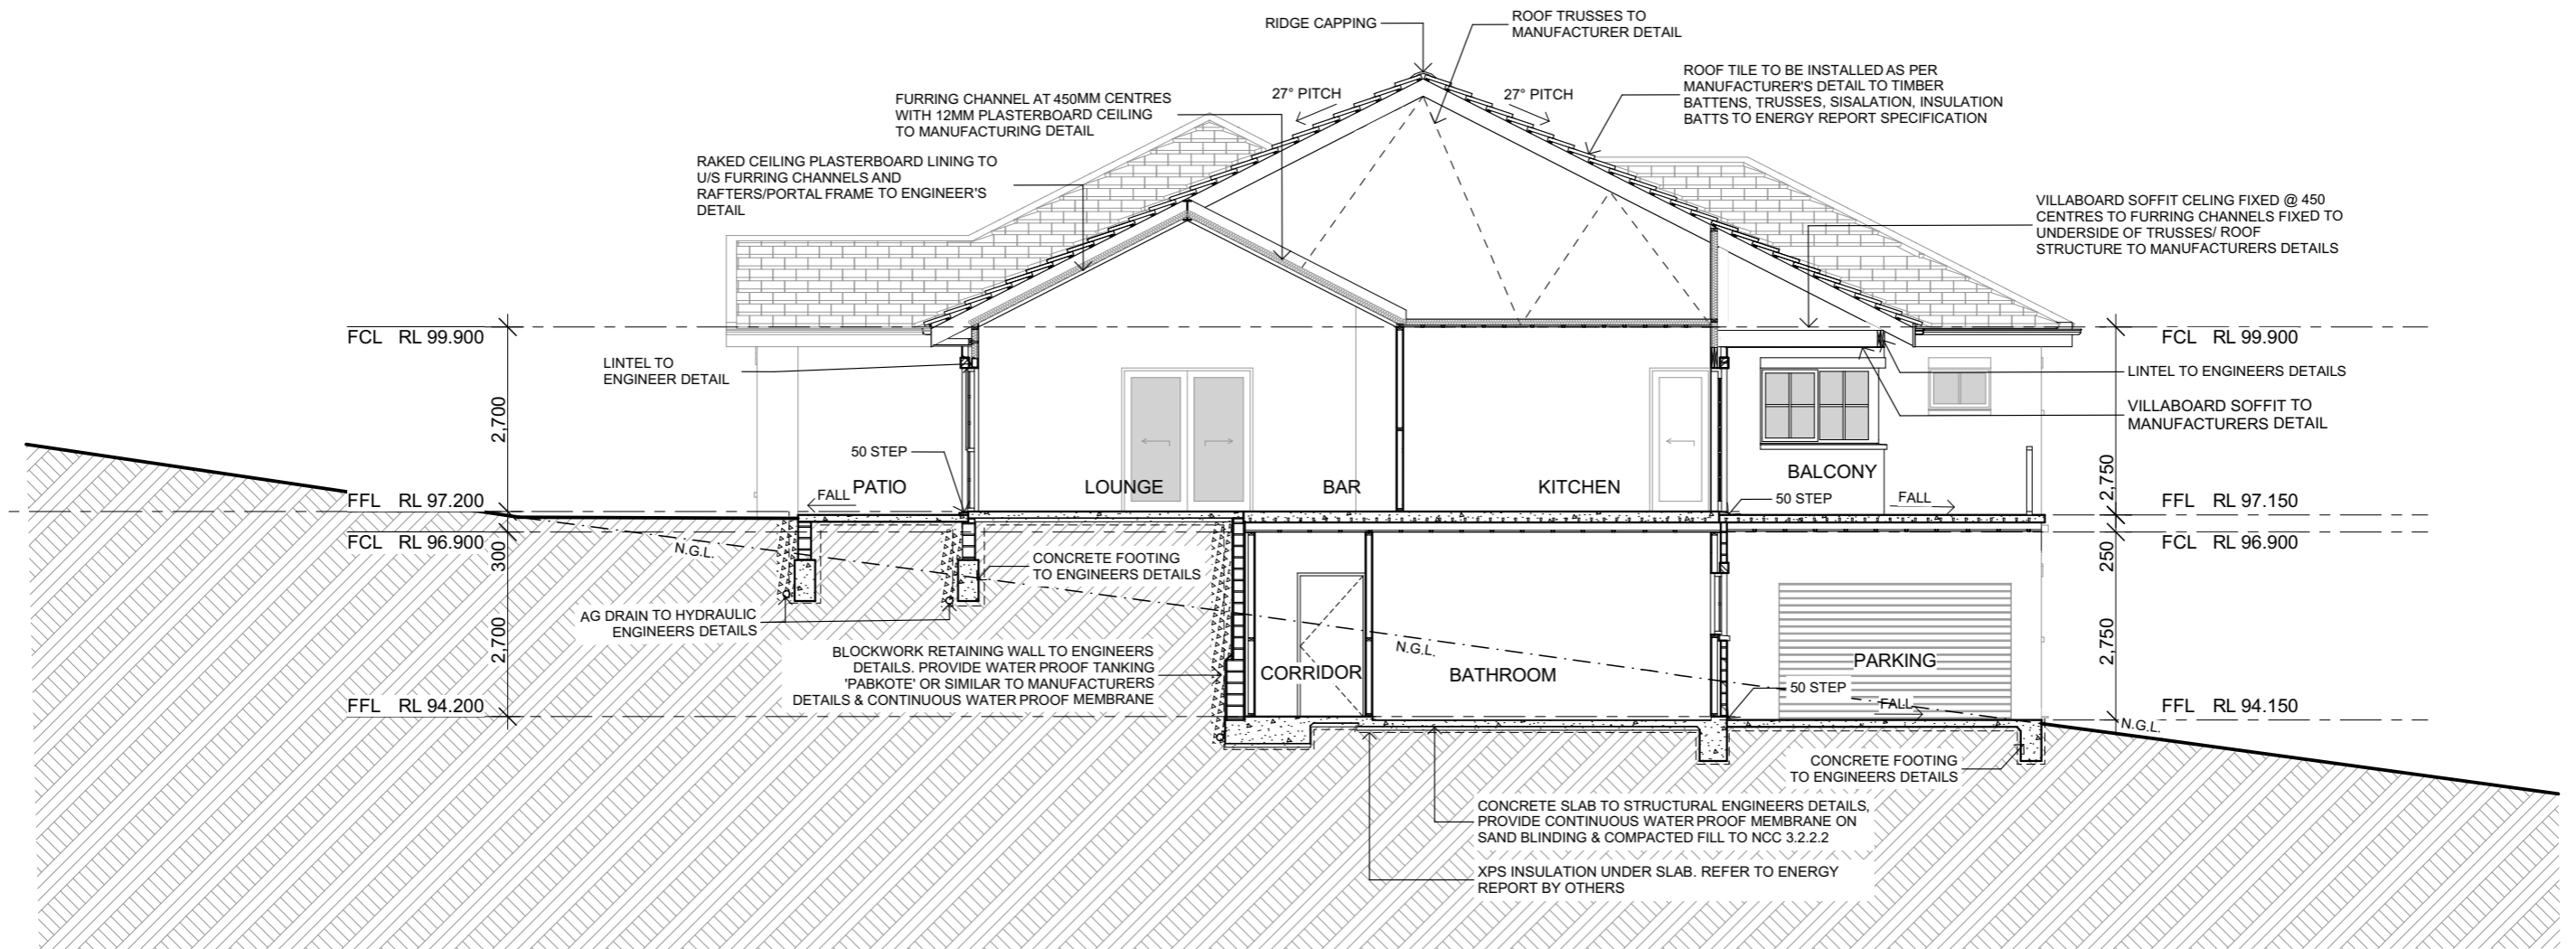 RIDGE CAPPING
ROOF TRUSSES TO
MANUFACTURER DETAIL
ROOF TILE TO BE INSTALLED AS PER
MANUFACTURER'S DETAIL TO TIMBER
BATTENS, TRUSSES, SISALATION, INSULATION
BATTS TO ENERGY REPORT SPECIFICATION
27° PITCH
27° PITCH
FURRING CHANNEL AT 450MM CENTRES
WITH 12MM PLASTERBOARD CEILING
TO MANUFACTURING DETAIL
RAKED CEILING PLASTERBOARD LINING TO
U/S FURRING CHANNELS AND
RAFTERS/PORTAL FRAME TO ENGINEER'S
DETAIL
VILLABOARD SOFFIT CELING FIXED @ 450
CENTRES TO FURRING CHANNELS FIXED TO
UNDERSIDE OF TRUSSES/ ROOF
STRUCTURE TO MANUFACTURERS DETAILS
FCL RL 99.900
FCL RL 99.900
LINTEL TO
ENGINEER DETAIL
LINTEL TO ENGINEERS DETAILS
VILLABOARD SOFFIT TO
MANUFACTURERS DETAIL
2,700
2,750
50 STEP
PATIO
LOUNGE
BAR
KITCHEN
BALCONY
FALL
50 STEP
FALL
FFL RL 97.200
FFL RL 97.150
FCL RL 96.900
FCL RL 96.900
300
250
N.G.L.
CONCRETE FOOTING
TO ENGINEERS DETAILS
AG DRAIN TO HYDRAULIC
ENGINEERS DETAILS
2,700
2,750
BLOCKWORK RETAINING WALL TO ENGINEERS
DETAILS. PROVIDE WATER PROOF TANKING
'PABKOTE' OR SIMILAR TO MANUFACTURERS
DETAILS & CONTINUOUS WATER PROOF MEMBRANE
CORRIDOR
BATHROOM
N.G.L.
PARKING
50 STEP
FALL
FFL RL 94.200
FFL RL 94.150
N.G.L.
CONCRETE FOOTING
TO ENGINEERS DETAILS
CONCRETE SLAB TO STRUCTURAL ENGINEERS DETAILS,
PROVIDE CONTINUOUS WATER PROOF MEMBRANE ON
SAND BLINDING & COMPACTED FILL TO NCC 3.2.2.2
XPS INSULATION UNDER SLAB. REFER TO ENERGY
REPORT BY OTHERS